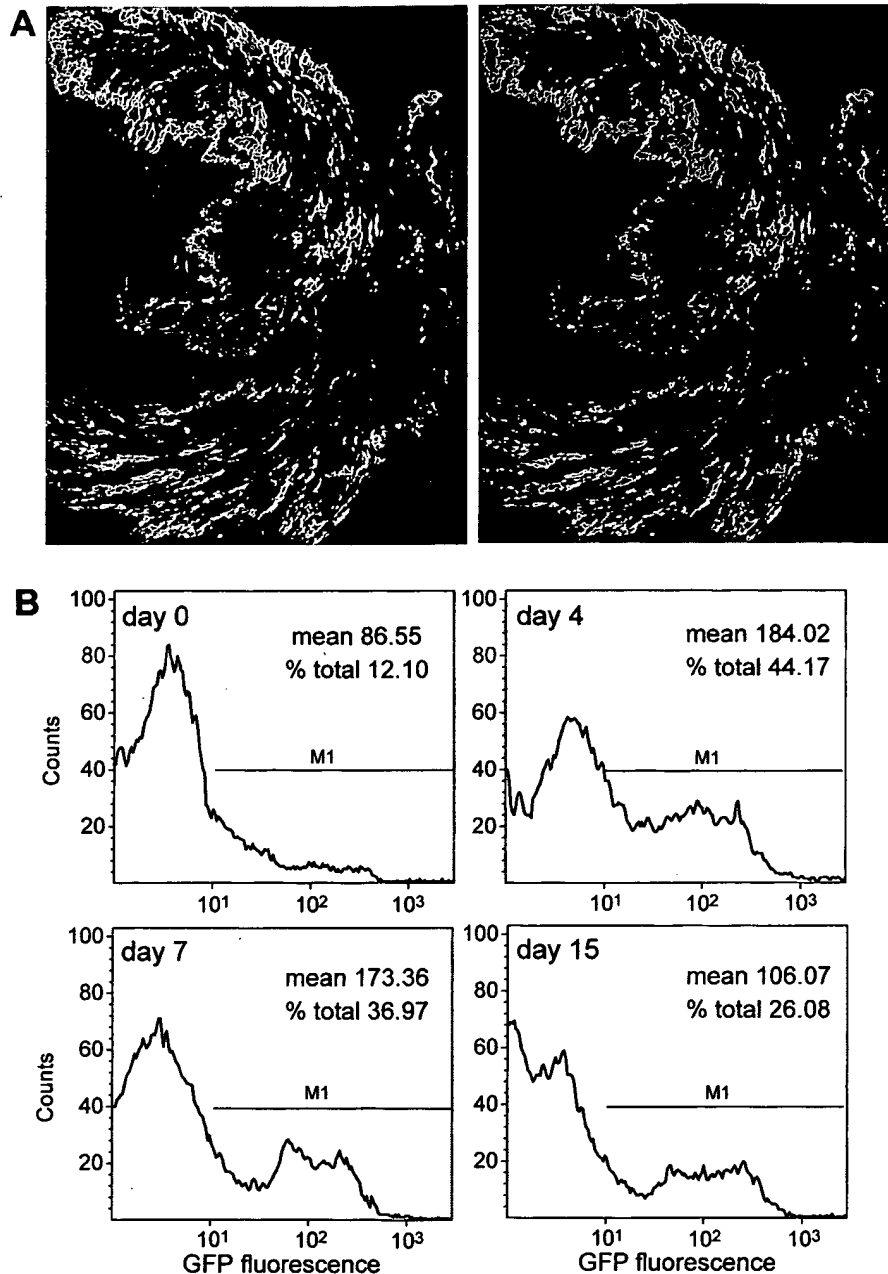 A
B
day 0
mean 86.55
% total 12.10
M1
Counts
100
80
60
40
20
10¹
10²
10³
day 4
mean 184.02
% total 44.17
M1
10¹
10²
10³
day 7
mean 173.36
% total 36.97
M1
Counts
100
80
60
40
20
10¹
10²
10³
GFP fluorescence
day 15
mean 106.07
% total 26.08
M1
100
80
60
40
20
10¹
10²
10³
GFP fluorescence
100
80
60
40
20